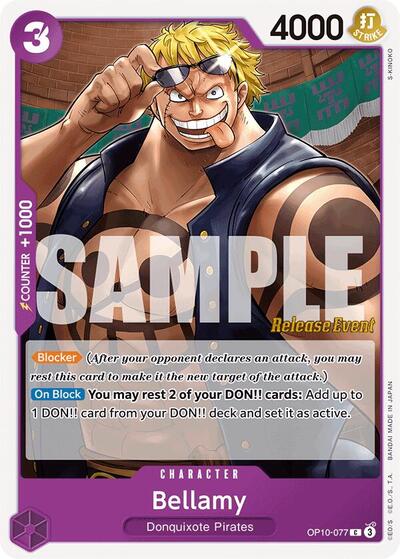 3
4000
打
STRIKE
S-KINOKO
COUNTER +1000
SAMPLE
Release Event
Blocker (After your opponent declares an attack, you may
rest this card to make it the new target of the attack.)
On Block You may rest 2 of your DON!! cards: Add up to
1 DON!! card from your DON!! deck and set it as active.
CHARACTER
Bellamy
Donquixote Pirates
OP10-077 C 3
©E.O./S., T.A. BANDAI MADE IN JAPAN